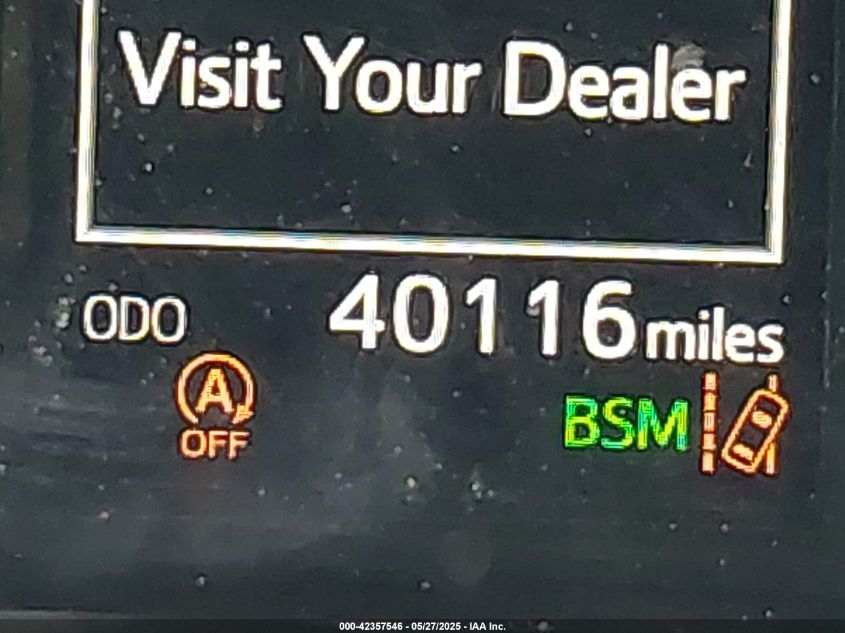 Visit Your Dealer
ODO 40116 miles
A
OFF
BSM
000-42357546 - 05/27/2025 - IAA Inc.